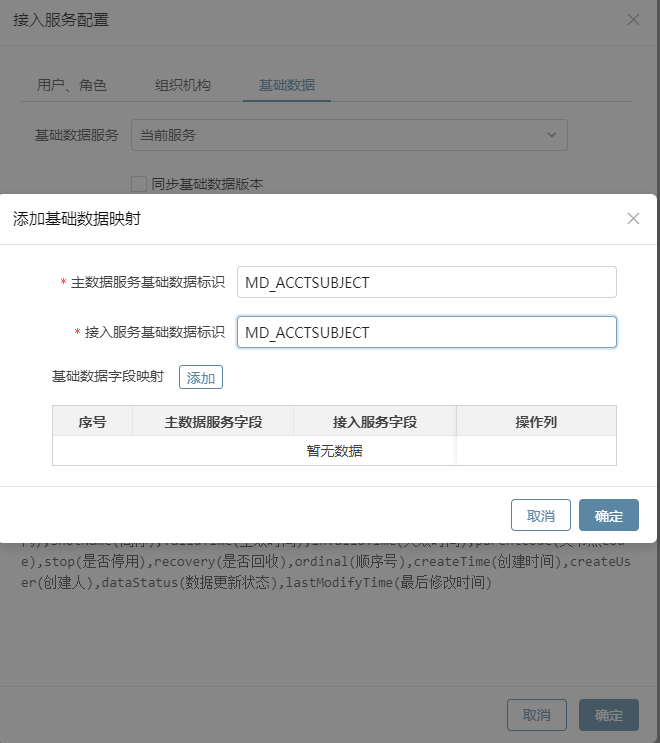 接入服务配置
用户、角色 组织机构 基础数据
基础数据服务 当前服务
同步基础数据版本
添加基础数据映射
* 主数据服务基础数据标识 MD_ACCTSUBJECT
* 接入服务基础数据标识 MD_ACCTSUBJECT
基础数据字段映射 添加
序号 主数据服务字段 接入服务字段 操作列
暂无数据
取消 确定
e),stop(是否停用),recovery(是否回收),ordinal(顺序号),createTime(创建时间),createUs
er(创建人),dataStatus(数据更新状态),lastModifyTime(最后修改时间)
取消 确定